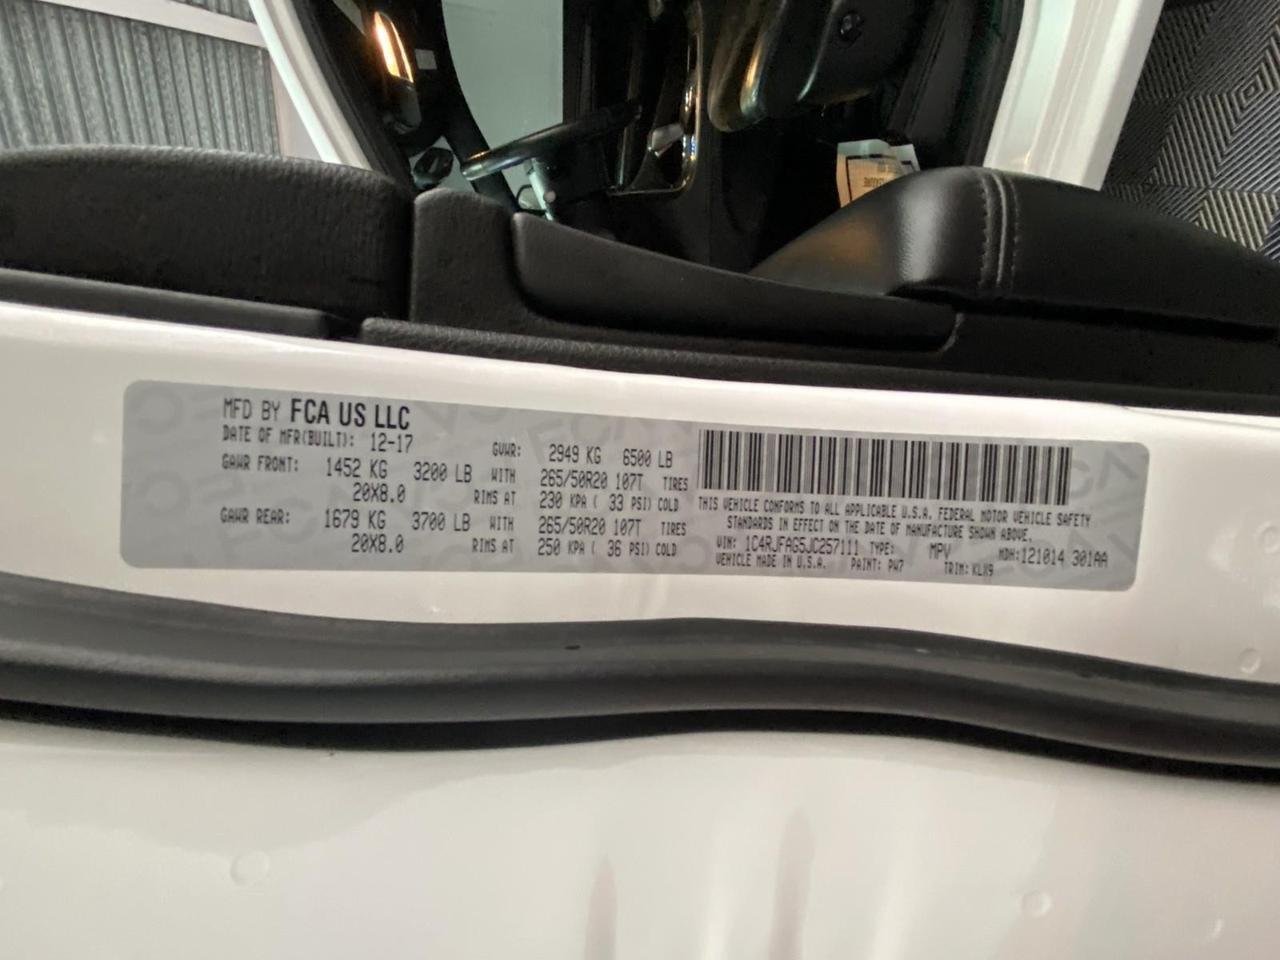 MFD BY FCA US LLC
DATE OF MFR(BUILT): 12-17 GVWR: 2949 KG 6500 LB
GAWR FRONT: 1452 KG 3200 LB WITH 265/50R20 107T TIRES
20X8.0 RIMS AT 230 KPA ( 33 PSI) COLD
GAWR REAR: 1679 KG 3700 LB WITH 265/50R20 107T TIRES
20X8.0 RIMS AT 250 KPA ( 36 PSI) COLD
THIS VEHICLE CONFORMS TO ALL APPLICABLE U.S.A. FEDERAL MOTOR VEHICLE SAFETY
STANDARDS IN EFFECT ON THE DATE OF MANUFACTURE SHOWN ABOVE.
VIN: 1C4RJFAG5JC257111 TYPE: MPV MDH:121014 301AA
VEHICLE MADE IN U.S.A. PAINT: PW7 TRIM: KLX9